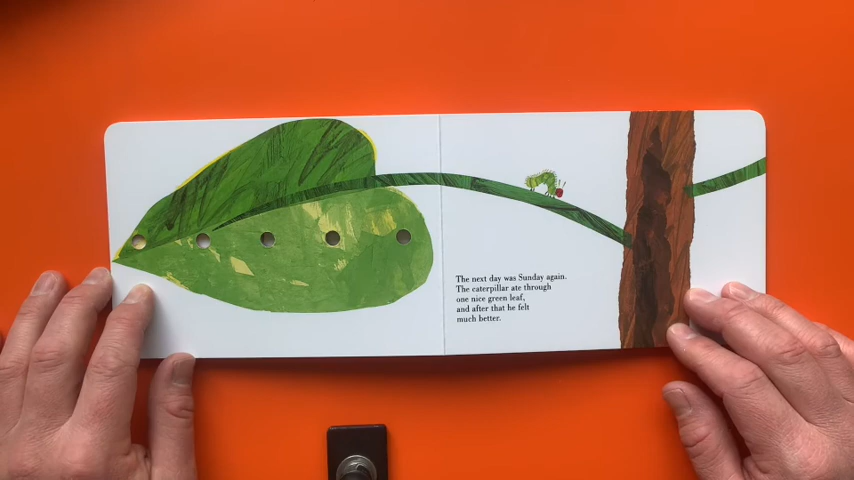 The next day was Sunday again.
The caterpillar ate through
one nice green leaf,
and after that he felt
much better.